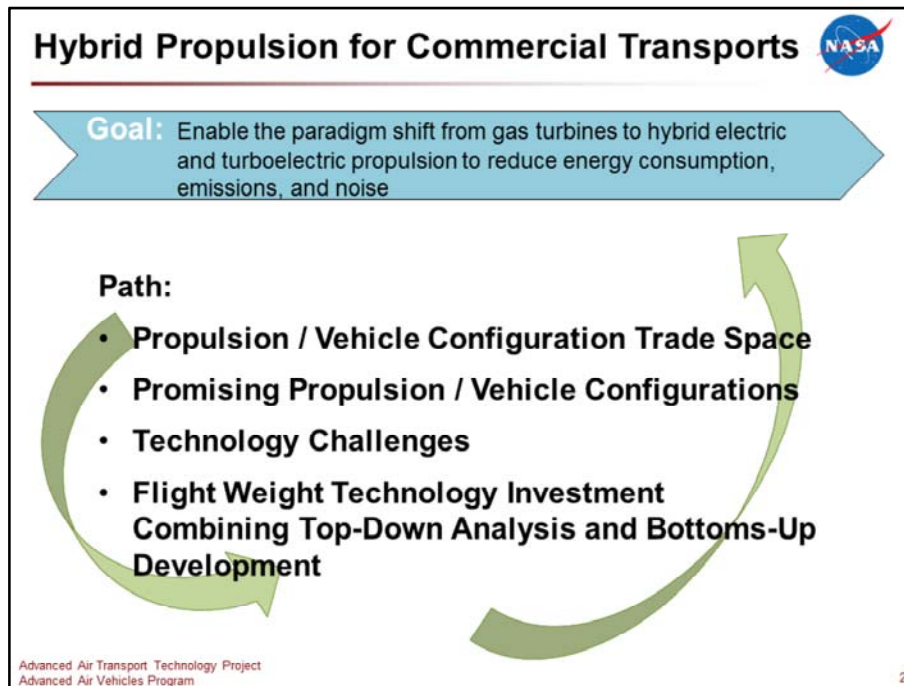 Hybrid Propulsion for Commercial Transports
NASA
Goal: Enable the paradigm shift from gas turbines to hybrid electric
and turboelectric propulsion to reduce energy consumption,
emissions, and noise
Path:
• Propulsion / Vehicle Configuration Trade Space
• Promising Propulsion / Vehicle Configurations
• Technology Challenges
• Flight Weight Technology Investment
Combining Top-Down Analysis and Bottoms-Up
Development
Advanced Air Transport Technology Project
Advanced Air Vehicles Program
2